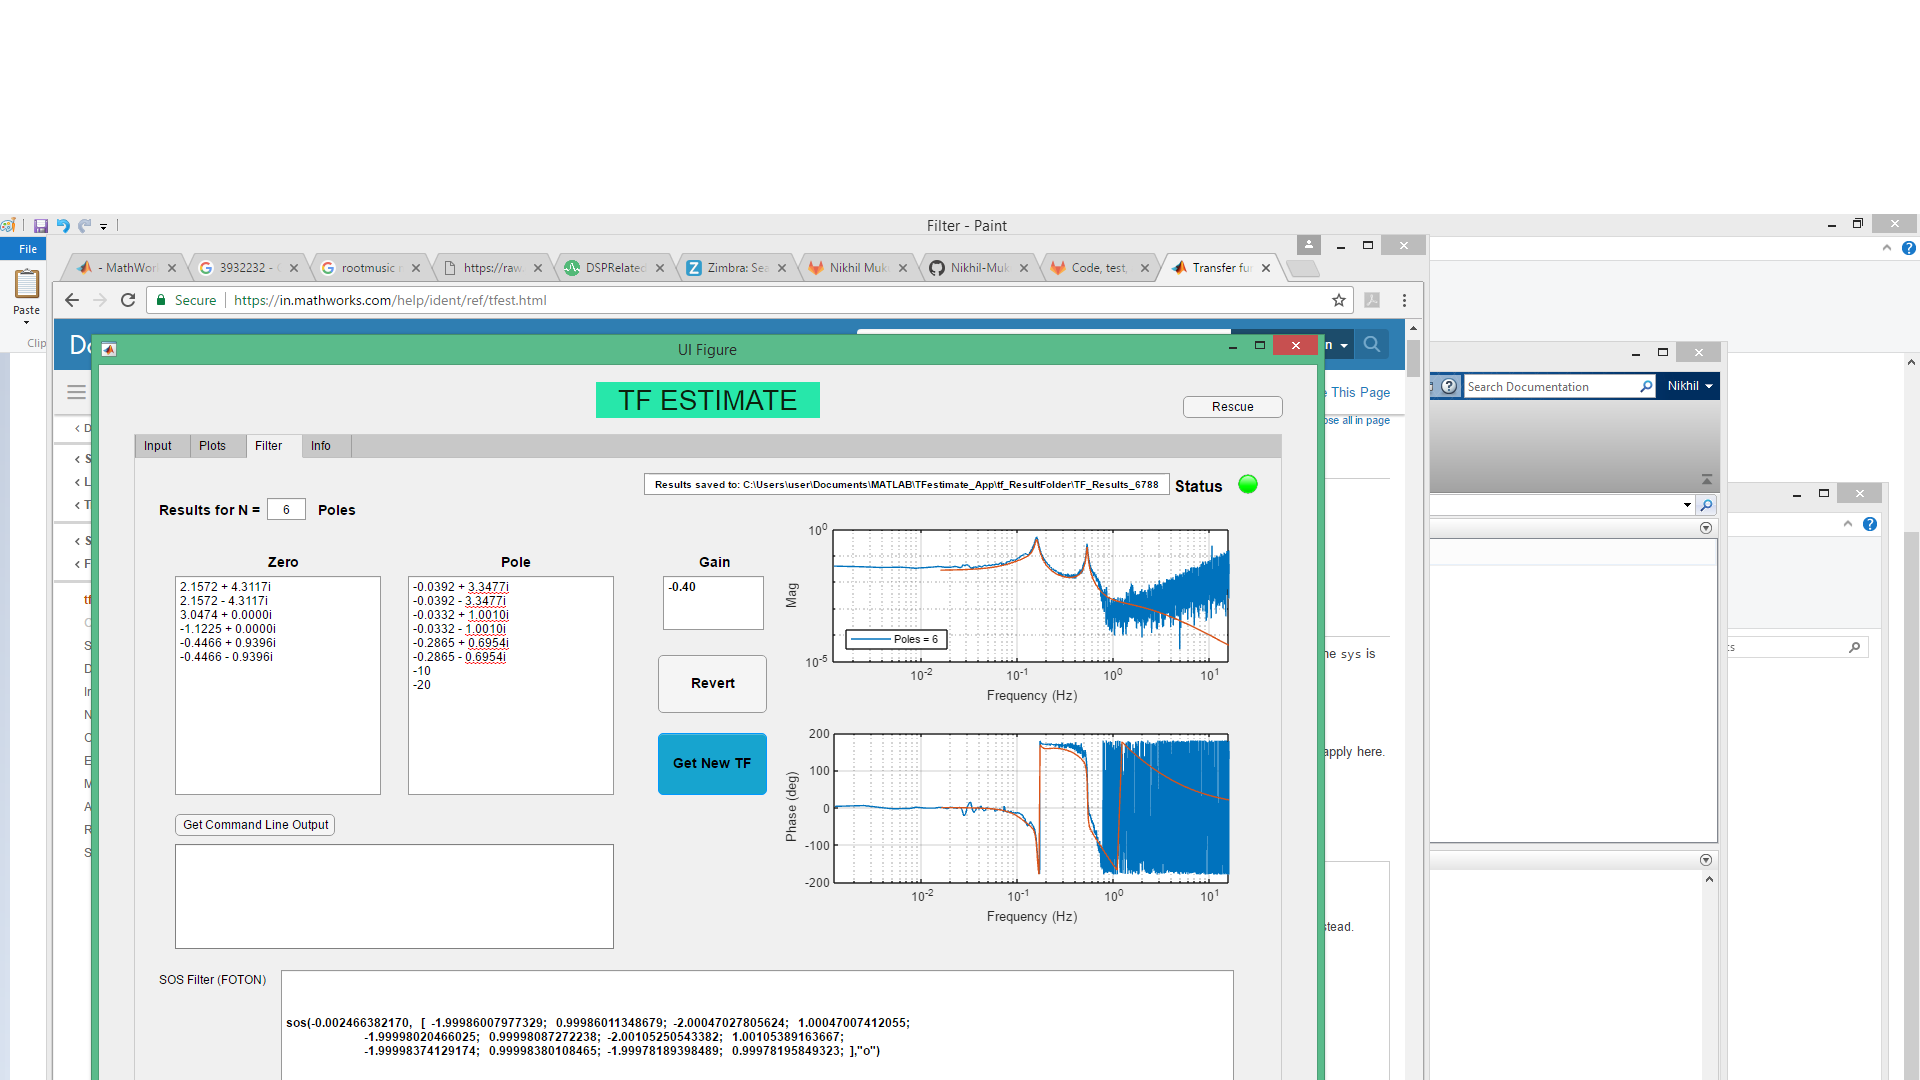 Filter - Paint
File
Paste
Clip
- MathWor
3932232 -
rootmusic
https://raw.
DSPRelated
Zimbra: Sea
Nikhil Muk
Nikhil-Muk
Code, test,
Transfer fu
Secure https://in.mathworks.com/help/ident/ref/tfest.html
UI Figure
Search Documentation
Nikhil
This Page
all in page
TF ESTIMATE
Rescue
Input Plots Filter Info
Results saved to: C:\Users\user\Documents\MATLAB\TFestimate_App\tf_ResultFolder\TF_Results_6788 Status
Results for N = 6 Poles
Zero
2.1572 + 4.3117i
2.1572 - 4.3117i
3.0474 + 0.0000i
-1.1225 + 0.0000i
-0.4466 + 0.9396i
-0.4466 - 0.9396i
Pole
-0.0392 + 3.3477i
-0.0392 - 3.3477i
-0.0332 + 1.0010i
-0.0332 - 1.0010i
-0.2865 + 0.6954i
-0.2865 - 0.6954i
-10
-20
Gain
-0.40
Revert
Get New TF
10^0
Mag
Poles = 6
10^-5
10^-2 10^-1 10^0 10^1
Frequency (Hz)
200
100
0
-100
-200
Phase (deg)
10^-2 10^-1 10^0 10^1
Frequency (Hz)
Get Command Line Output
SOS Filter (FOTON)
sos(-0.002466382170, [ -1.99986007977329; 0.99986011348679; -2.00047027805624; 1.00047007412055;
-1.99998020466025; 0.99998087272238; -2.00105250543382; 1.00105389163667;
-1.99998374129174; 0.99998380108465; -1.99978189398489; 0.99978195849323; ],"o")
sys is
apply here.